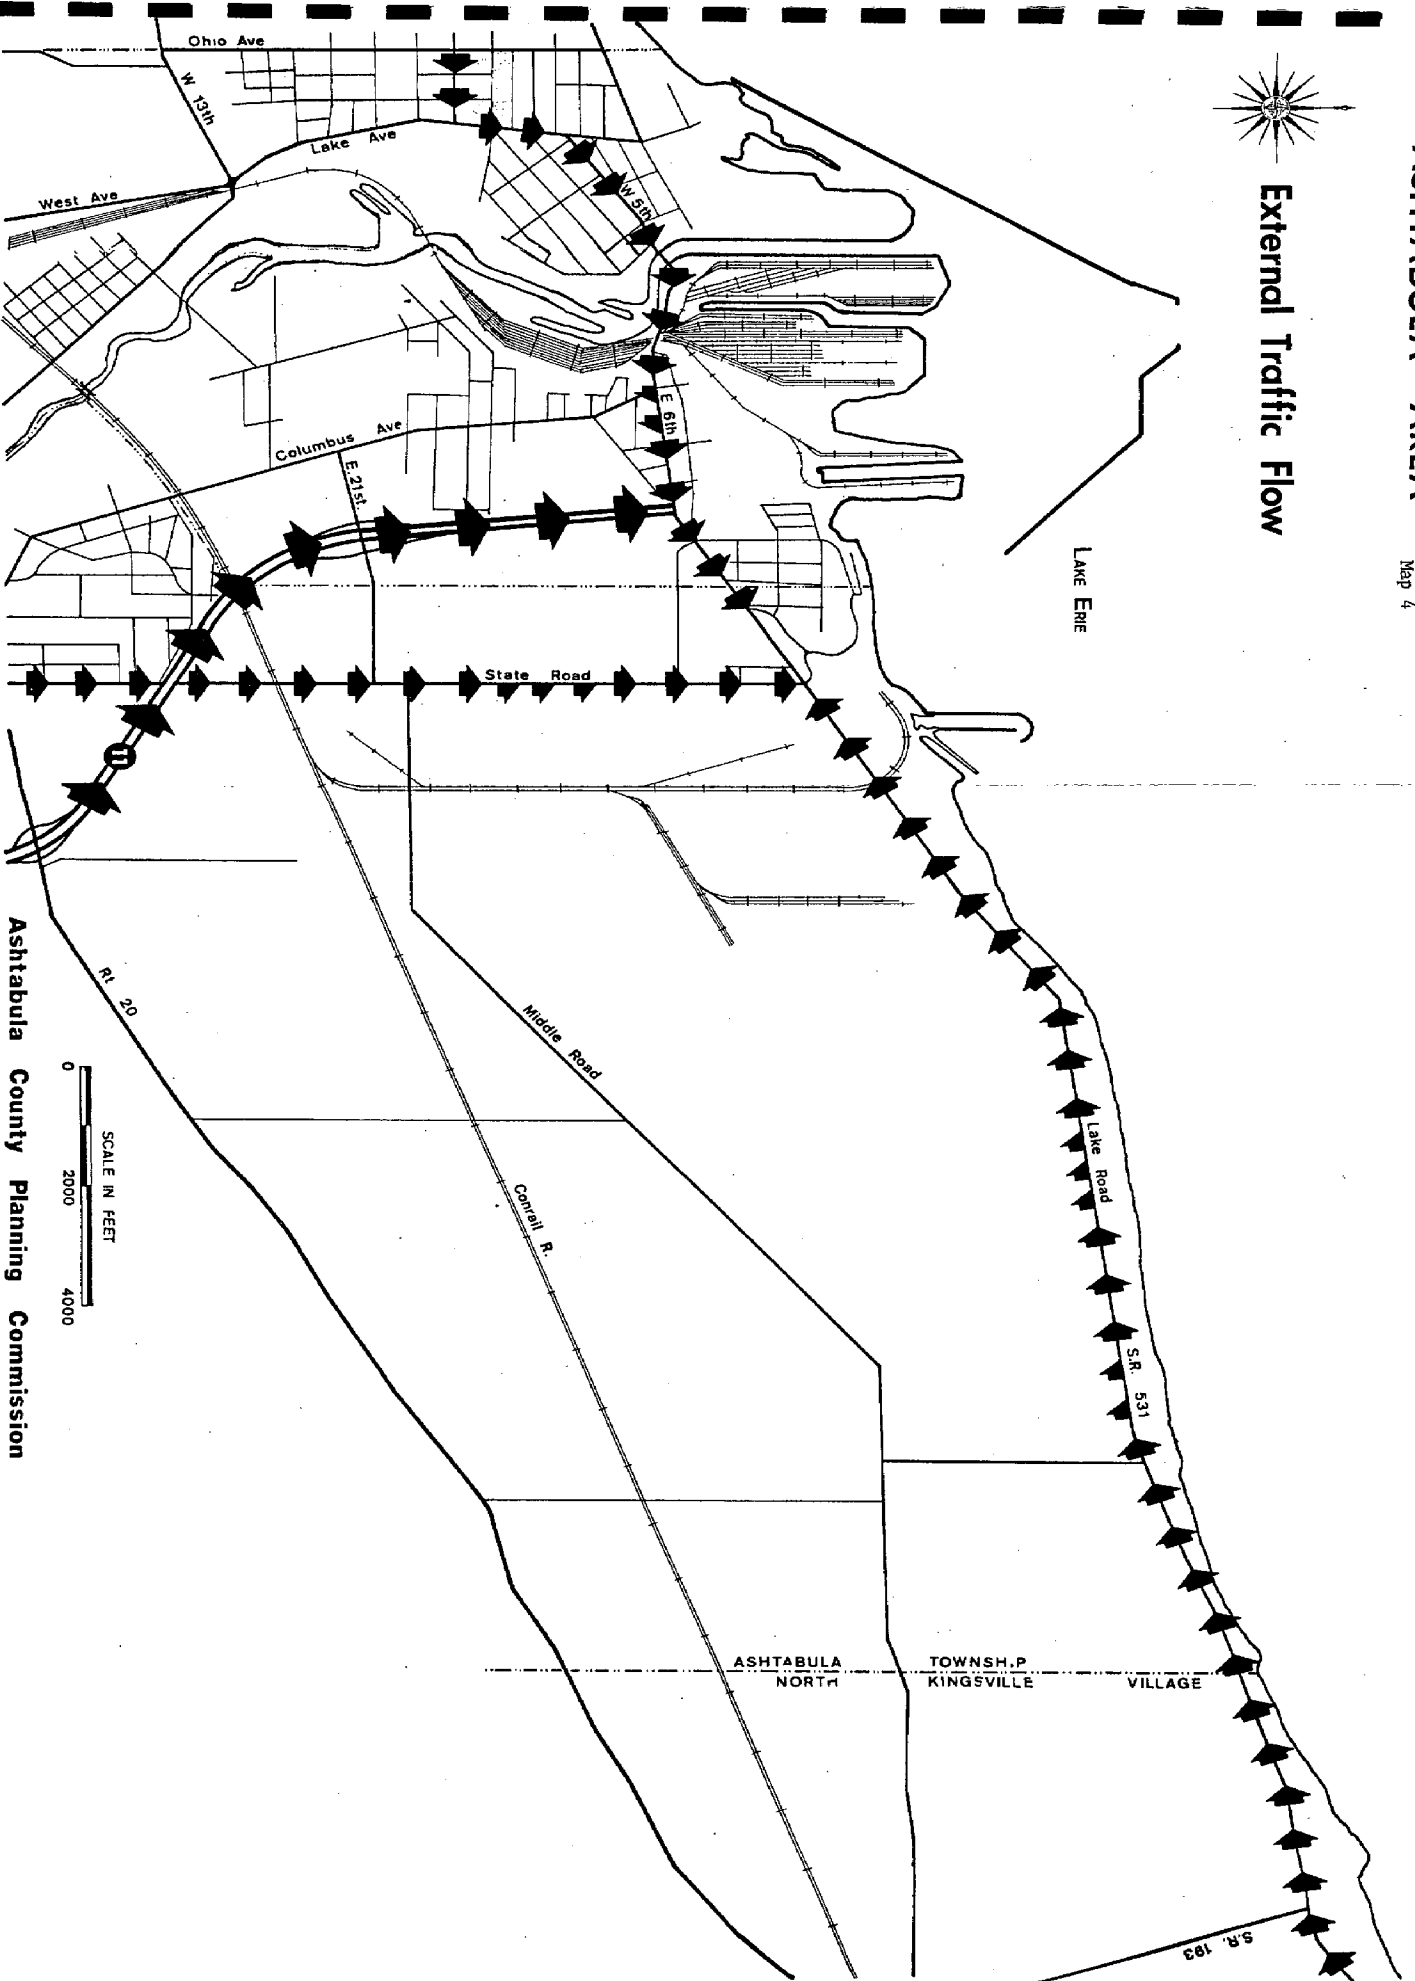 Map 4
External Traffic Flow
LAKE ERIE
Ohio Ave
W 13th
Lake Ave
West Ave
W 5th
E 6th
Columbus Ave
E. 21st.
State Road
11
Rt 20
Middle Road
Conrail R.
Lake Road
S.R. 531
ASHTABULA TOWNSHIP
NORTH KINGSVILLE VILLAGE
S.R. 193
SCALE IN FEET
0 2000 4000
Ashtabula County Planning Commission